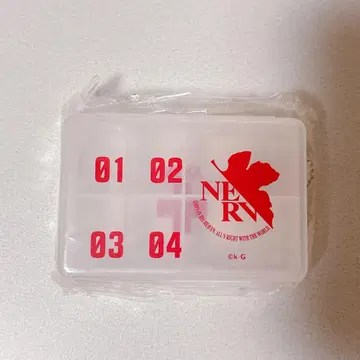 01 02
03 04
NERV
GOD'S IN HIS HEAVEN. ALL'S RIGHT WITH THE WORLD.
©k·G